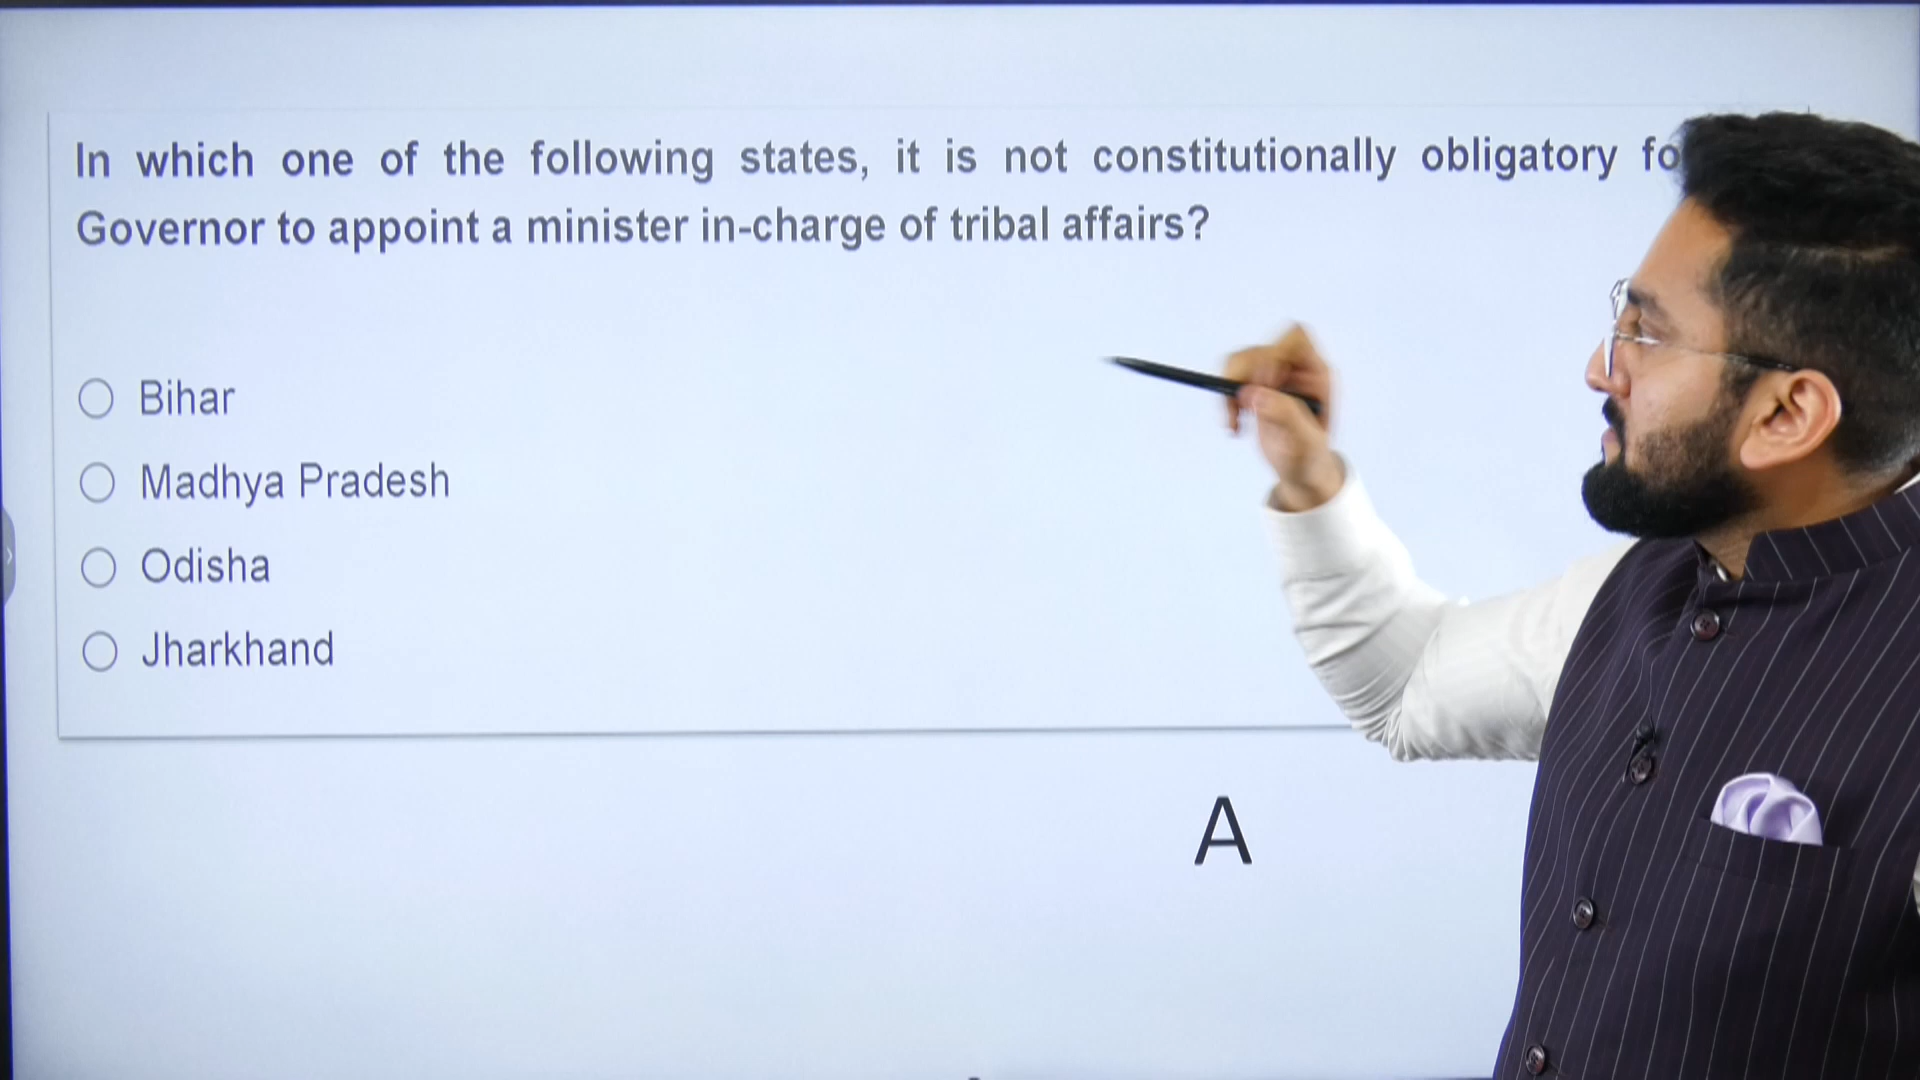 In which one of the following states, it is not constitutionally obligatory
Governor to appoint a minister in-charge of tribal affairs?
Bihar
Madhya Pradesh
Odisha
Jharkhand
A